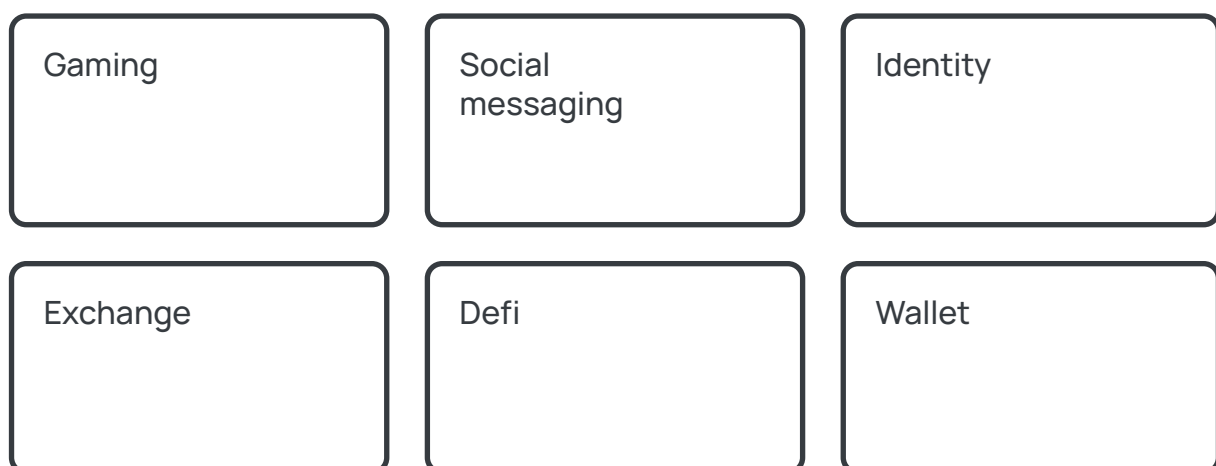 Gaming
Social
messaging
Identity
Exchange
Defi
Wallet